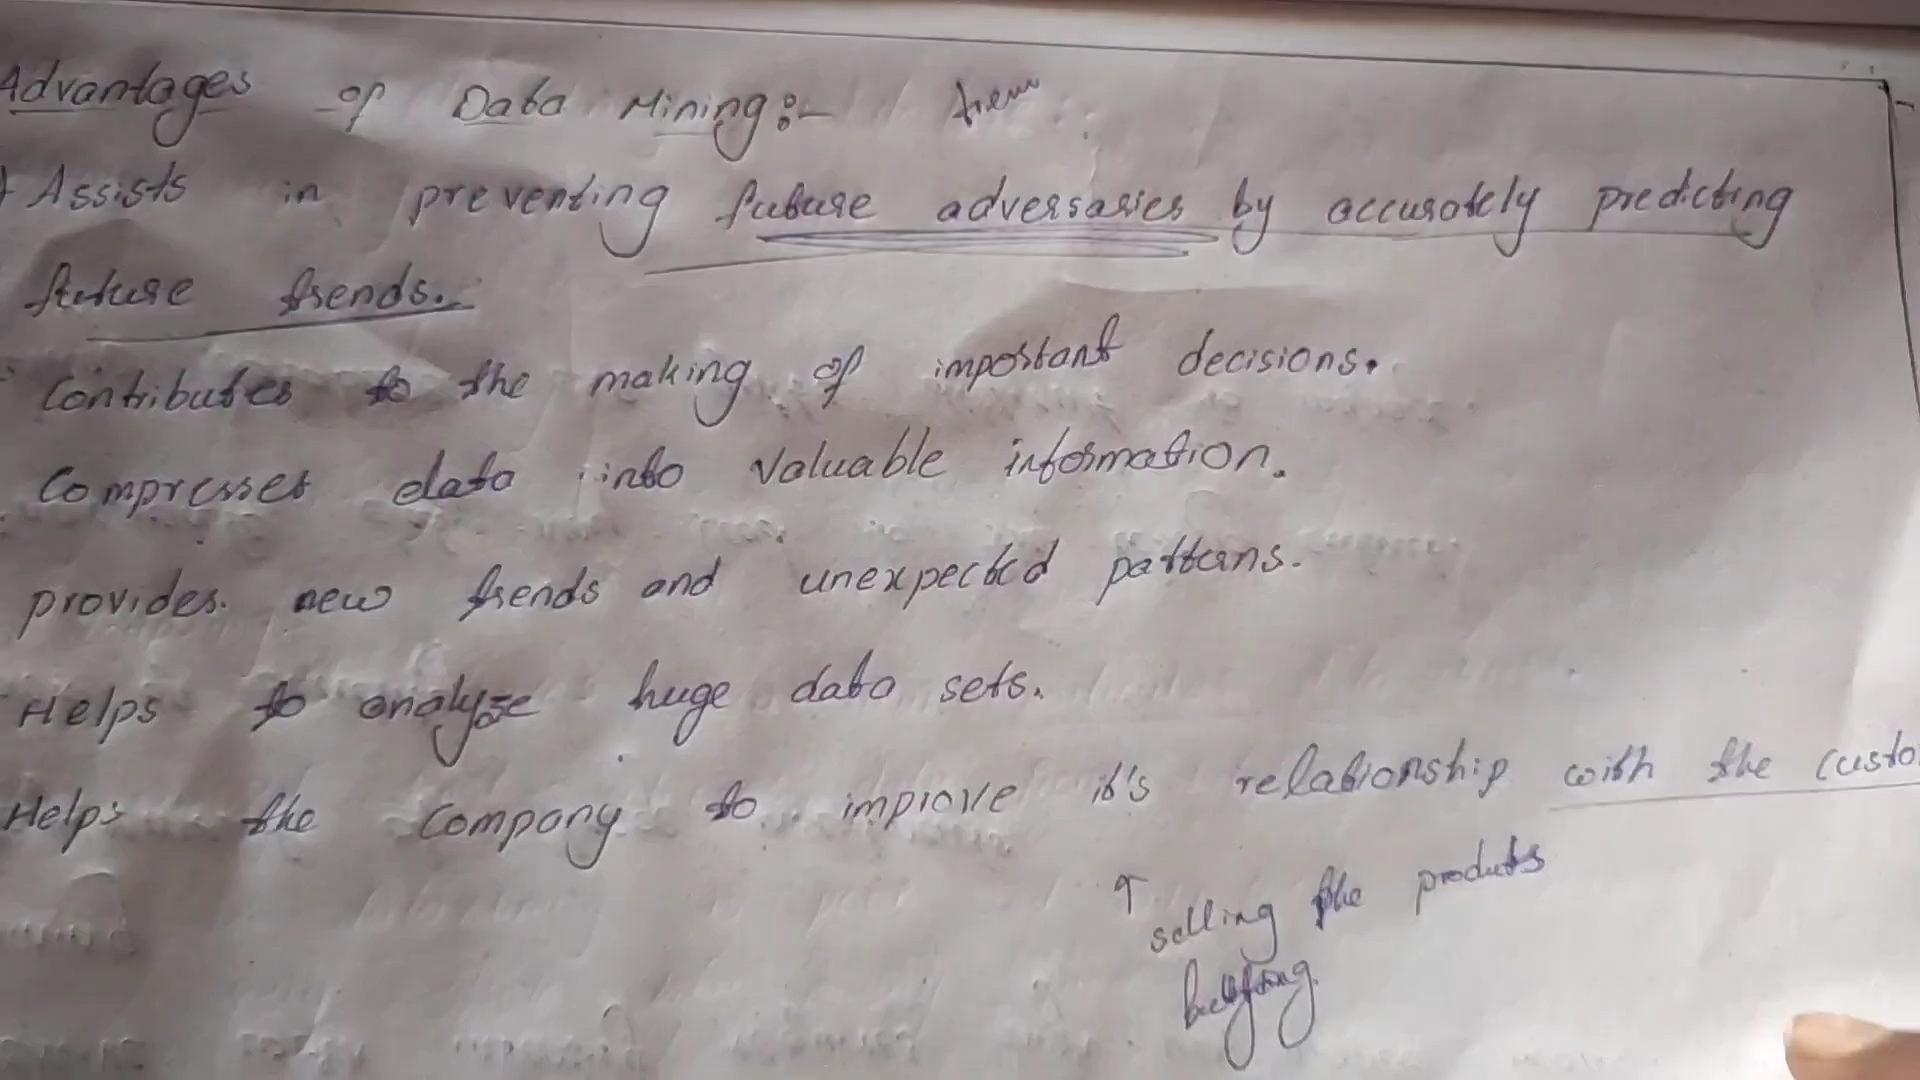 Advantages of Data Mining:-
Assists in preventing future adversaries by accurately predicting
future trends.
Contributes to the making of important decisions.
Compresses data into valuable information.
provides new trends and unexpected patterns.
Helps to analyze huge data sets.
Helps the company to improve it's relationship with the custo
↑ selling the products